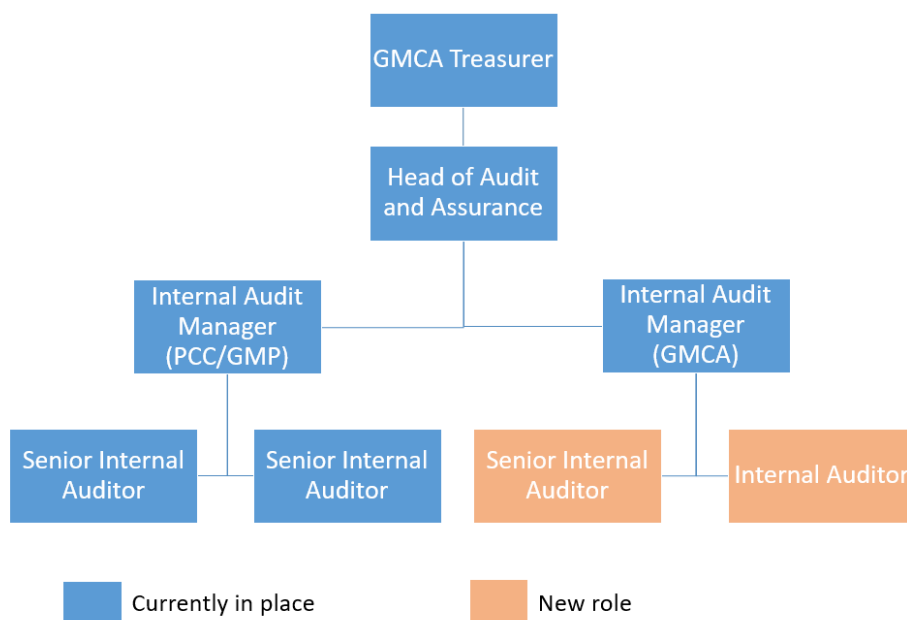 GMCA Treasurer
Head of Audit
and Assurance
Internal Audit
Manager
(PCC/GMP)
Internal Audit
Manager
(GMCA)
Senior Internal
Auditor
Senior Internal
Auditor
Senior Internal
Auditor
Internal Auditor
Currently in place
New role